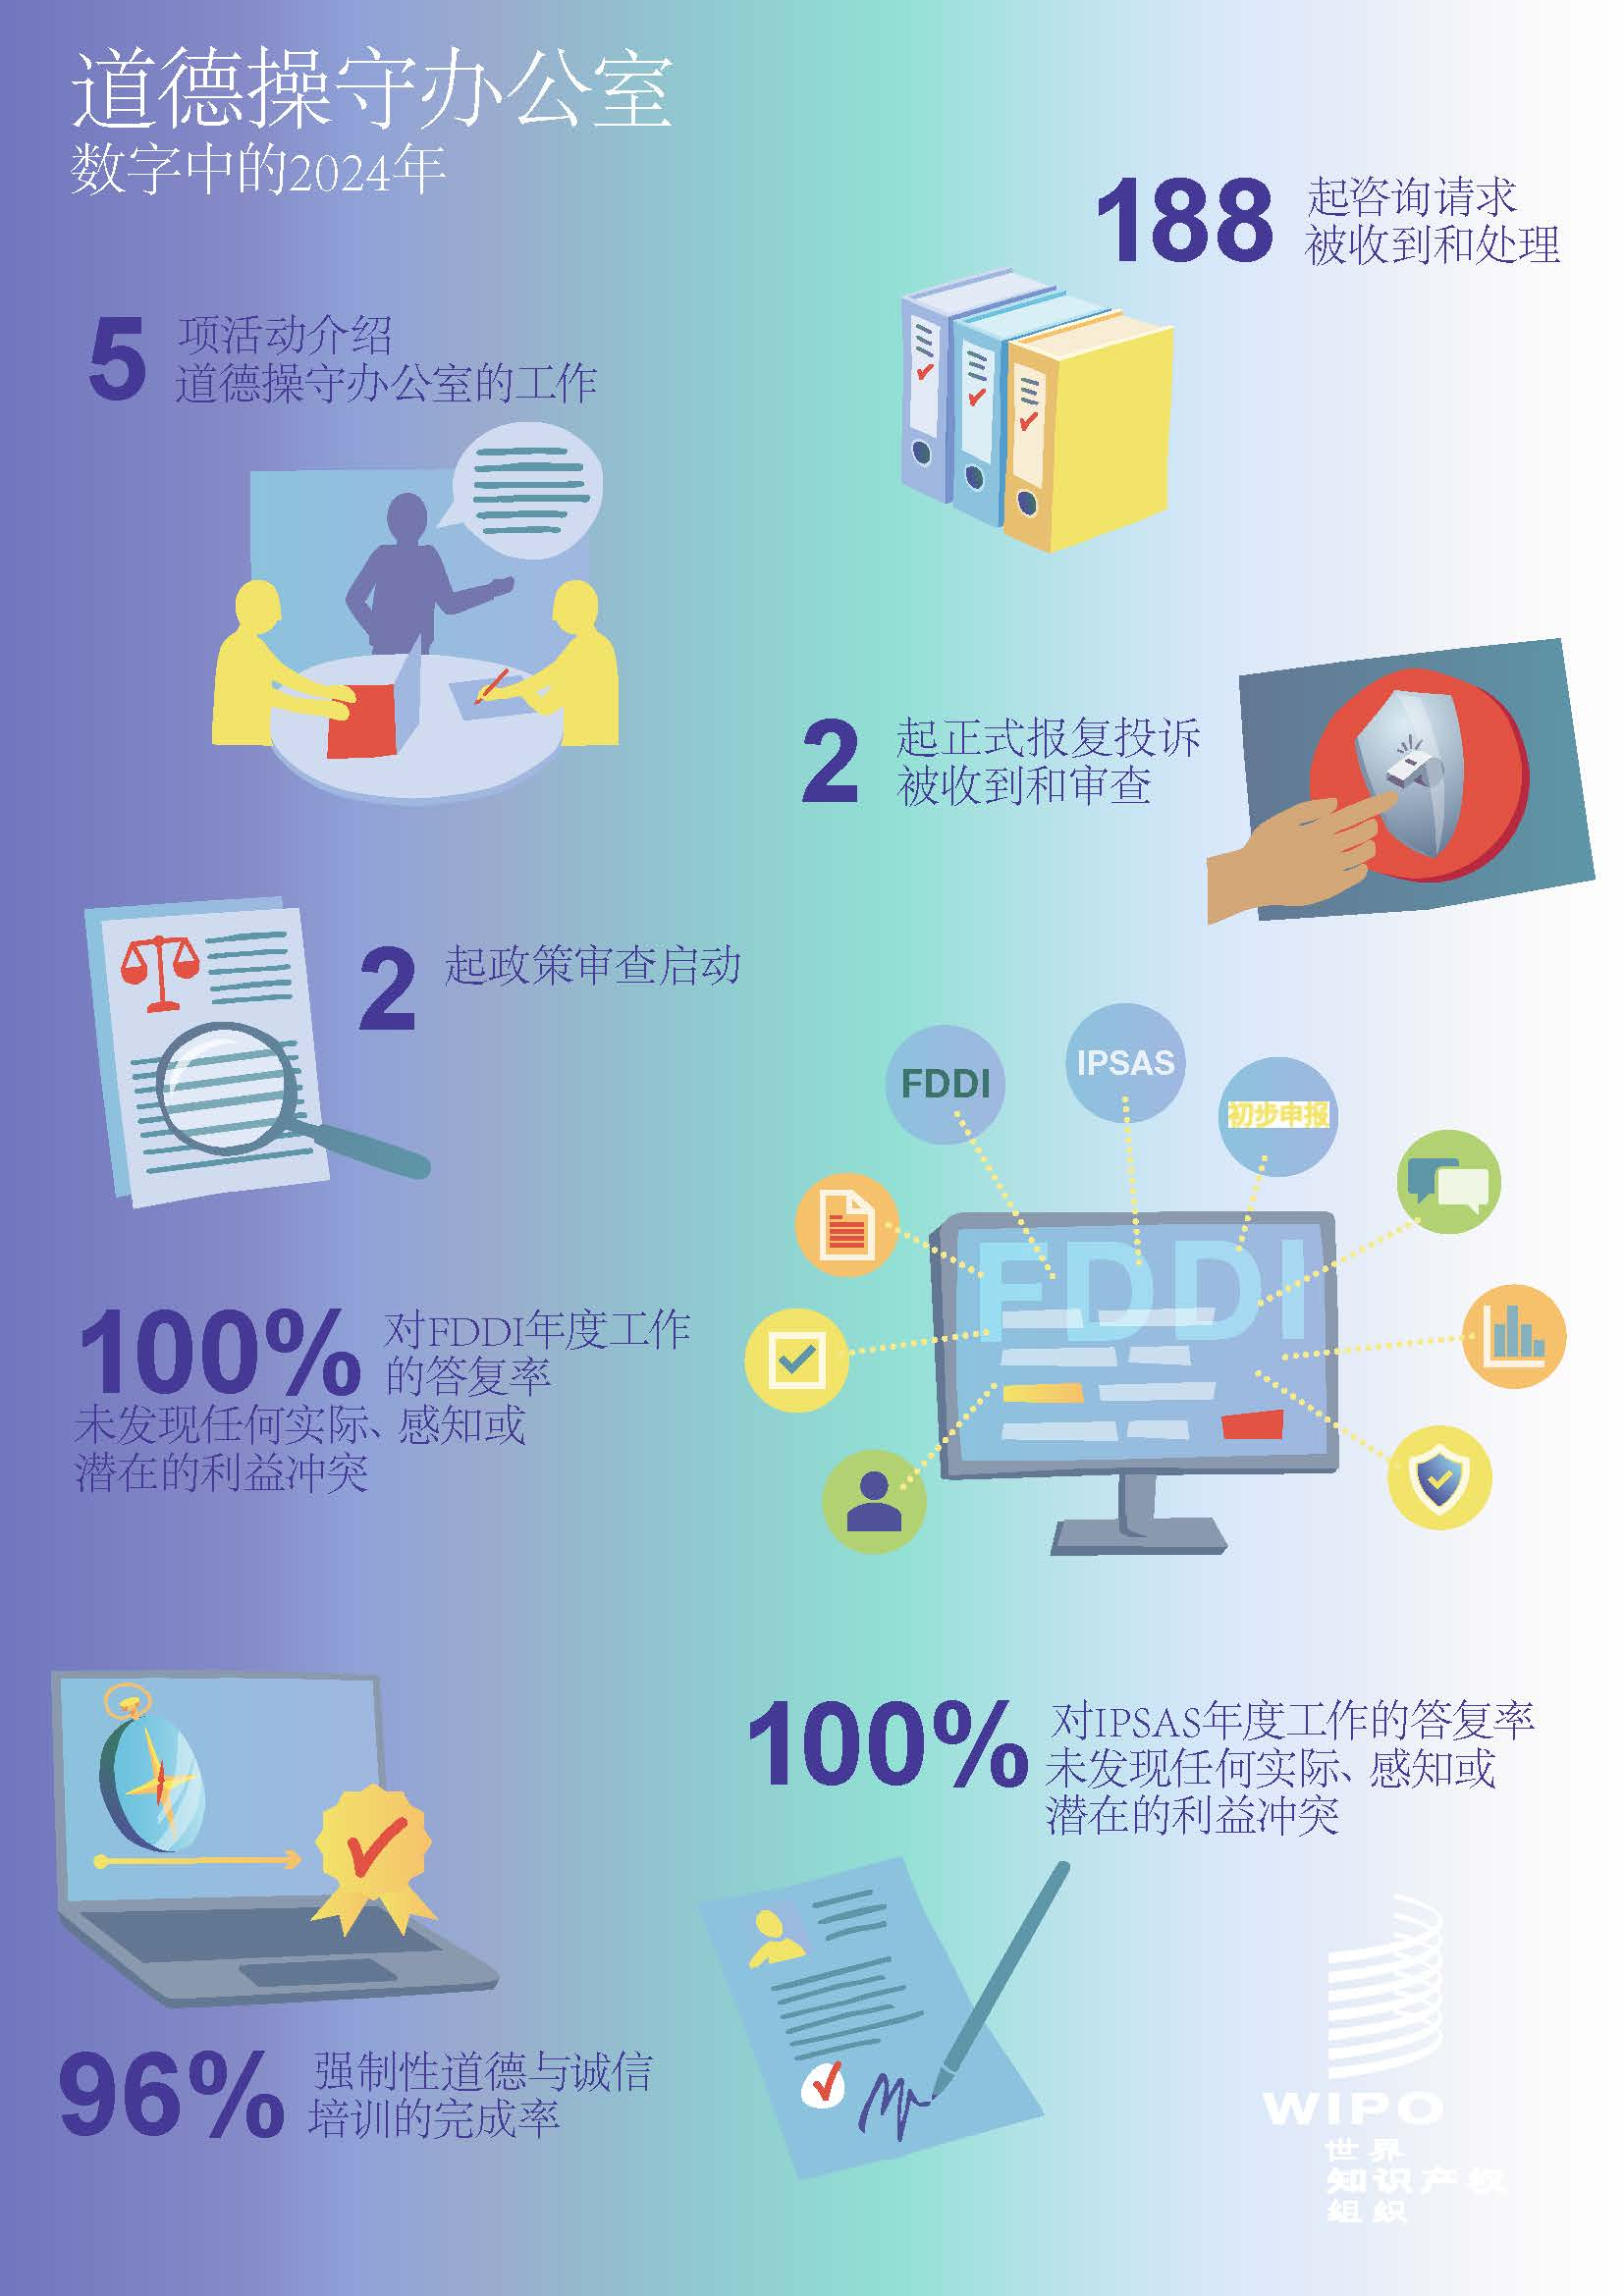 道德操守办公室
数字中的2024年
188
起咨询请求
被收到和处理
5
项活动介绍
道德操守办公室的工作
2
起正式报复投诉
被收到和审查
2
起政策审查启动
FDDI
IPSAS
初步申报
FDDI
100%
对FDDI年度工作
的答复率
未发现任何实际、感知或
潜在的利益冲突
100%
对IPSAS年度工作的答复率
未发现任何实际、感知或
潜在的利益冲突
96%
强制性道德与诚信
培训的完成率
WIPO
世界
知识产权
组织